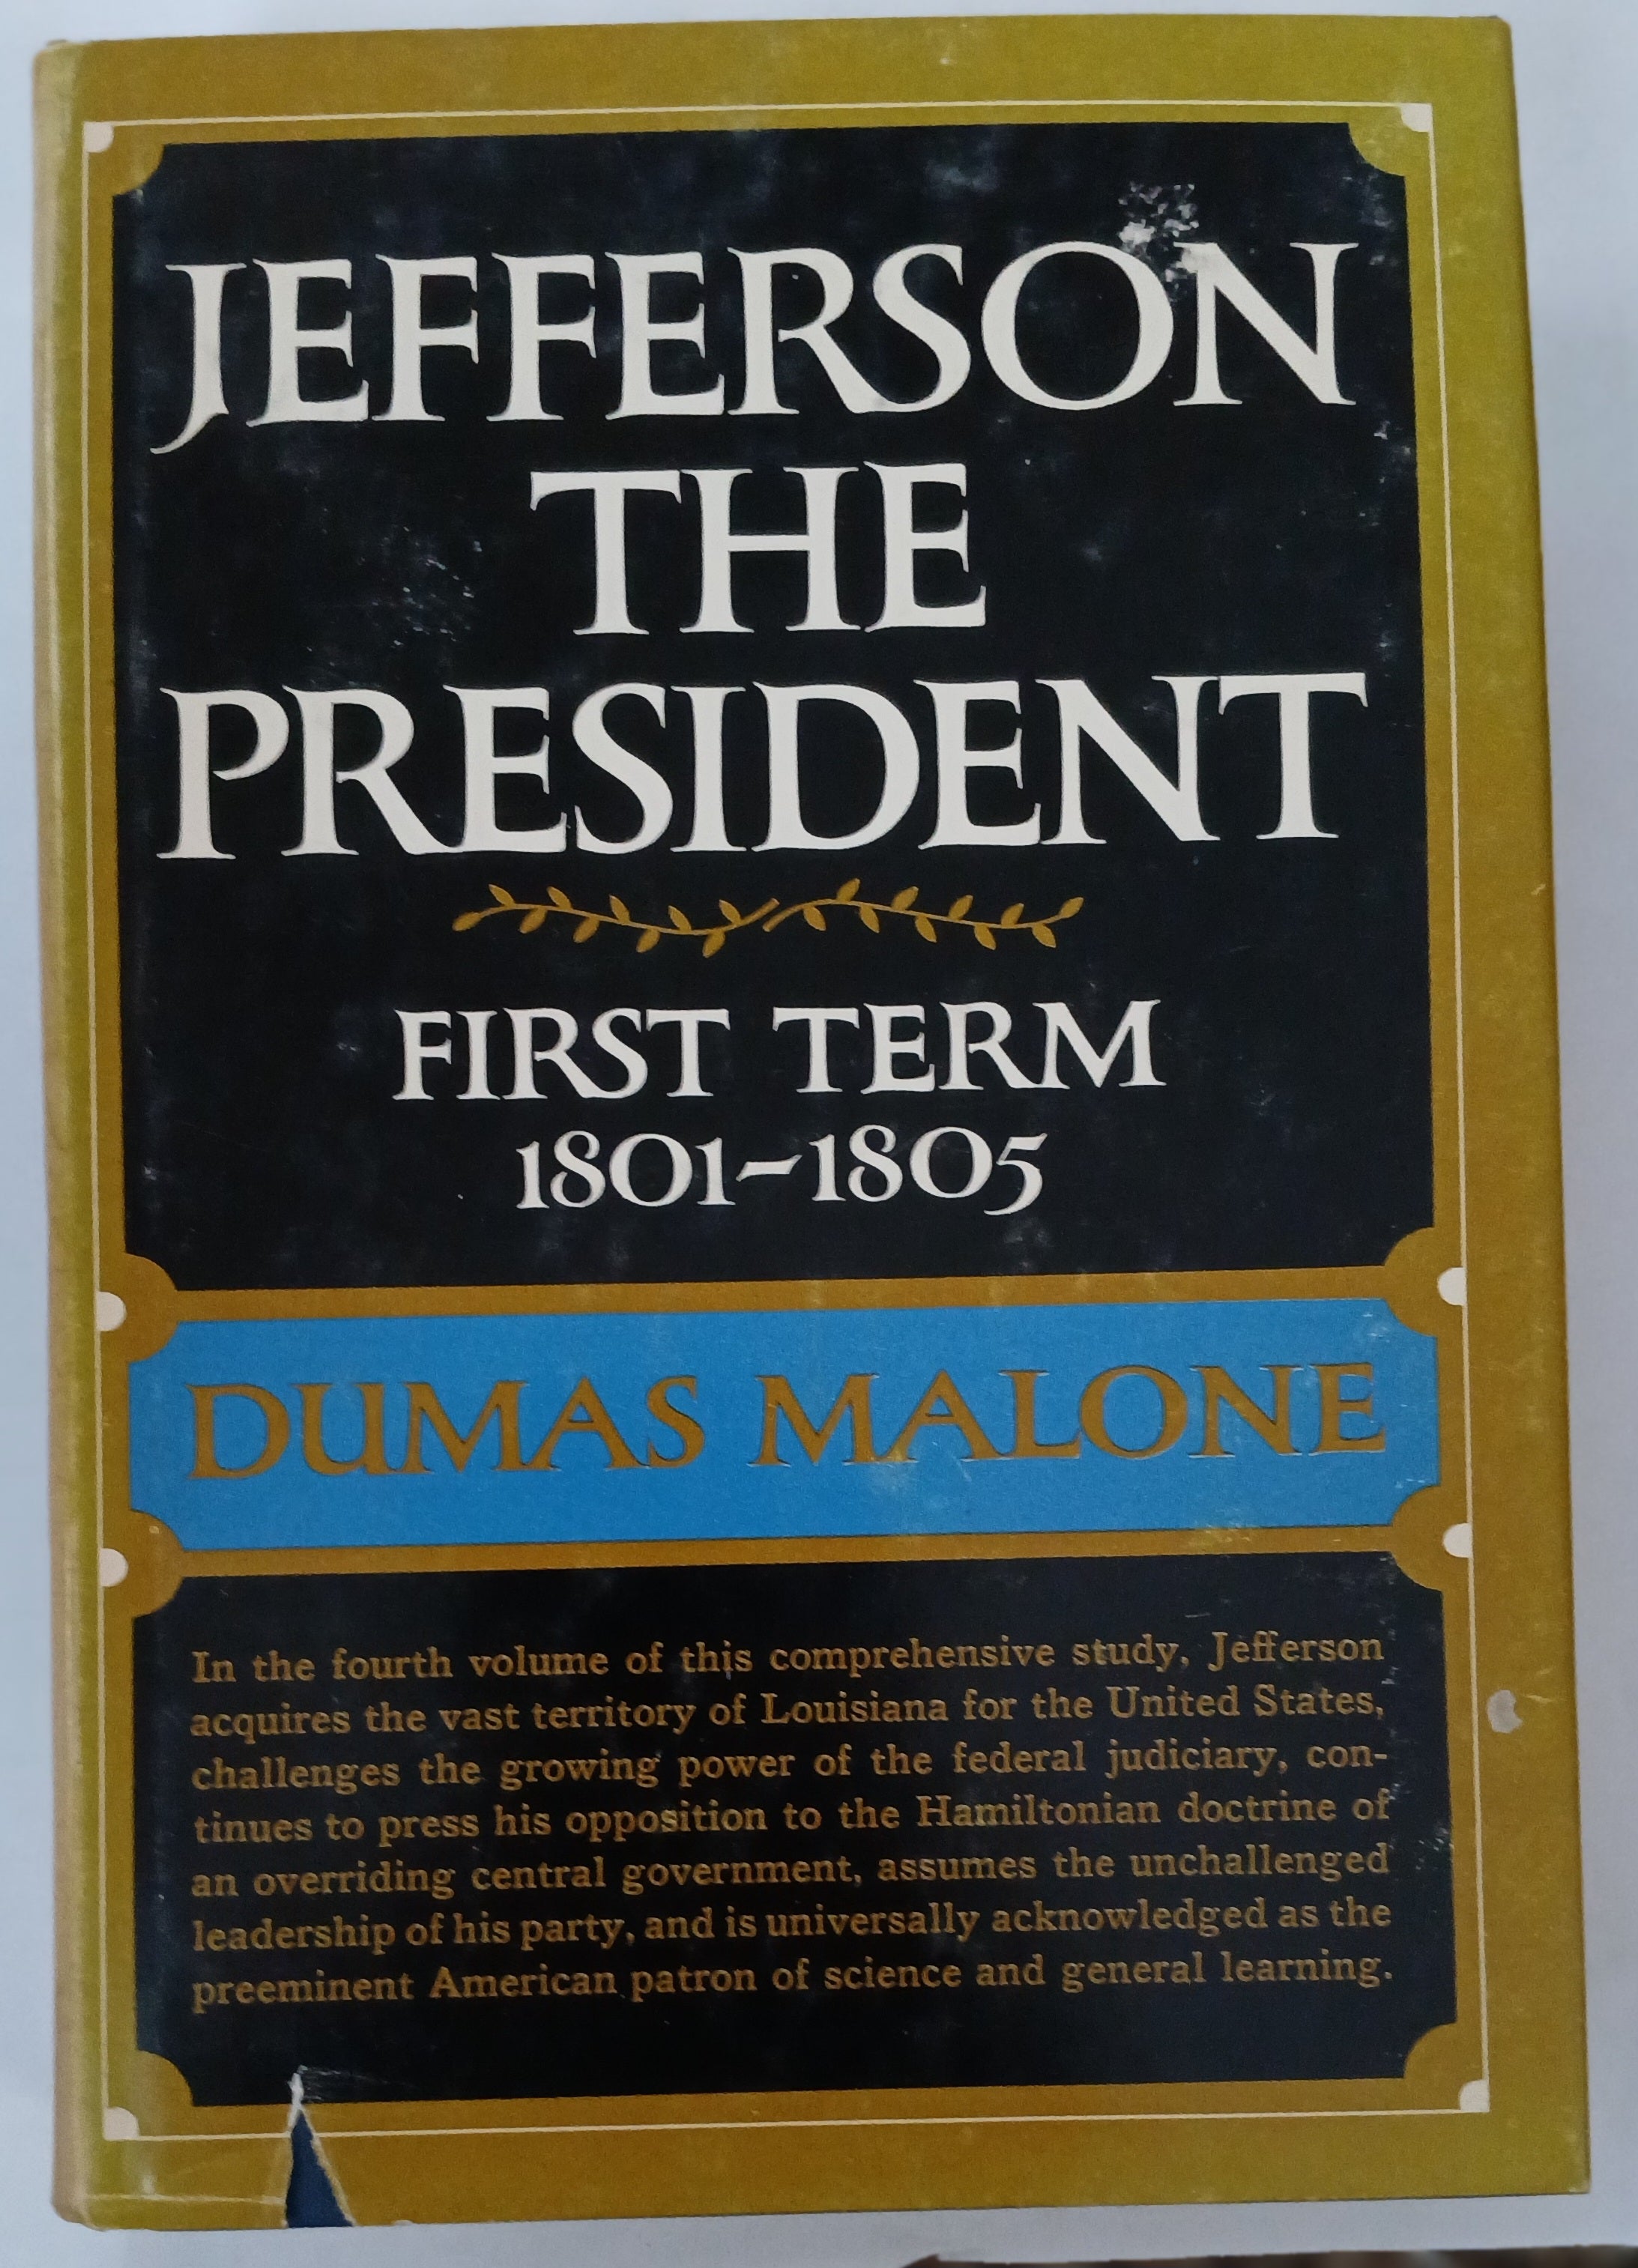 JEFFERSON
THE
PRESIDENT
FIRST TERM
1801-1805
DUMAS MALONE
In the fourth volume of this comprehensive study, Jefferson
acquires the vast territory of Louisiana for the United States,
challenges the growing power of the federal judiciary, con-
tinues to press his opposition to the Hamiltonian doctrine of
an overriding central government, assumes the unchallenged
leadership of his party, and is universally acknowledged as the
preeminent American patron of science and general learning.